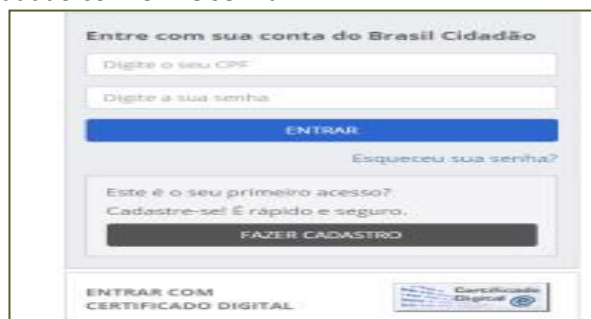 Entre com sua conta do Brasil Cidadão
Digite o seu CPF
Digite a sua senha
ENTRAR
Esqueceu sua senha?
Este é o seu primeiro acesso?
Cadastre-se! É rápido e seguro.
FAZER CADASTRO
ENTRAR COM
CERTIFICADO DIGITAL
Certificado
Digital